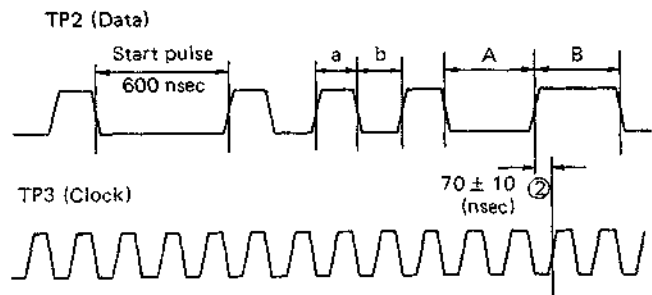 TP2 (Data)
Start pulse
600 nsec
a
b
A
B
70 ± 10
(nsec)
②
TP3 (Clock)